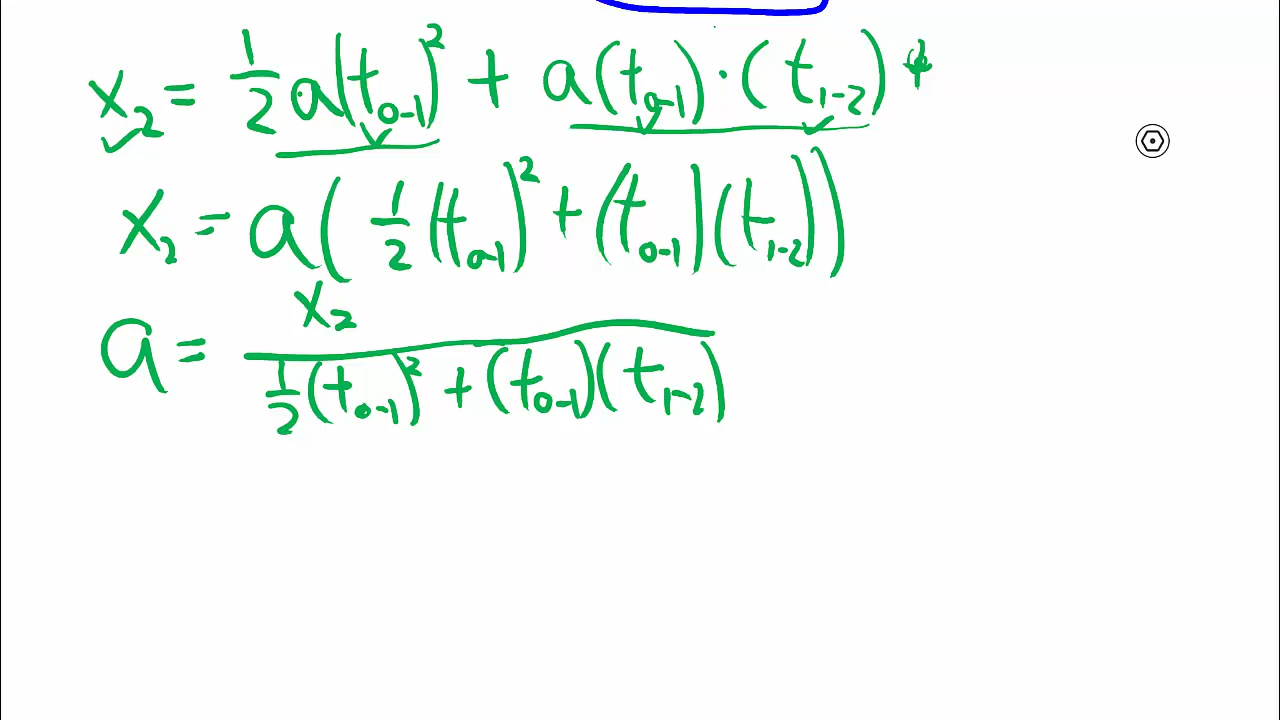 x₂ = 1/2 a(t₀₋₁)² + a(t₀₋₁) · (t₁₋₂) *
x₂ = a( 1/2 (t₀₋₁)² + (t₀₋₁)(t₁₋₂))
a = x₂ / (1/2 (t₀₋₁)² + (t₀₋₁)(t₁₋₂))